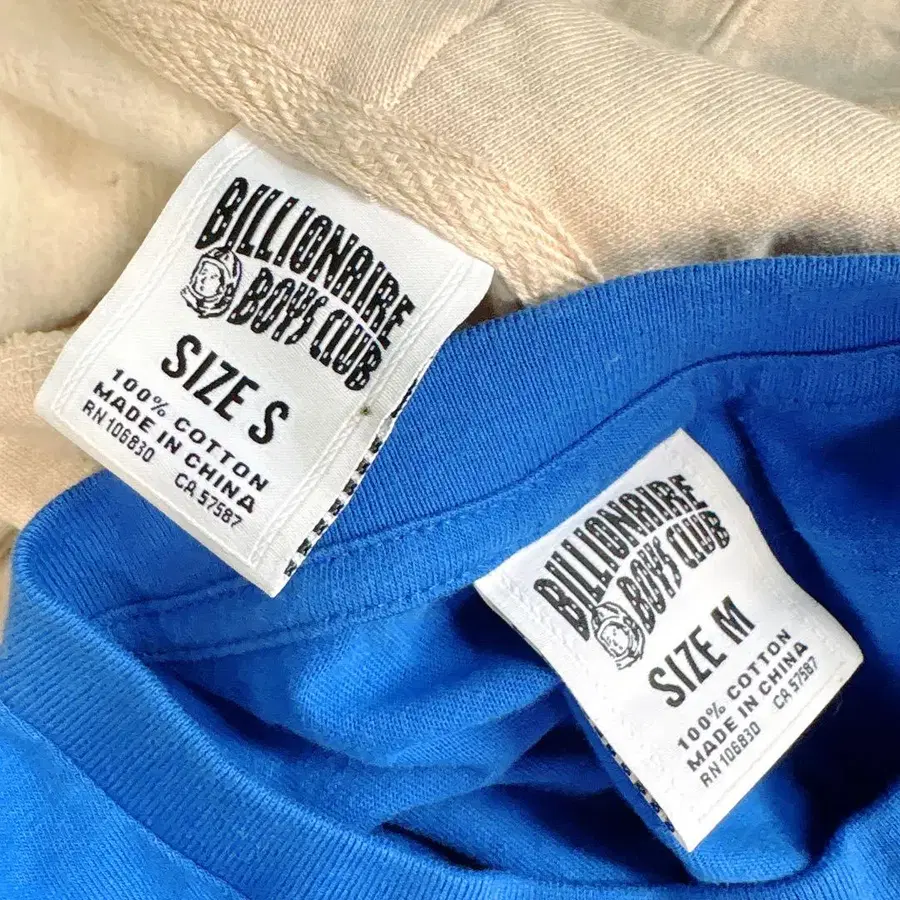 BILLIONAIRE
BOYS CLUB
SIZE S
100% COTTON
MADE IN CHINA
RN 106830 CA 57587
BILLIONAIRE
BOYS CLUB
SIZE M
100% COTTON
MADE IN CHINA
RN 106830 CA 57587